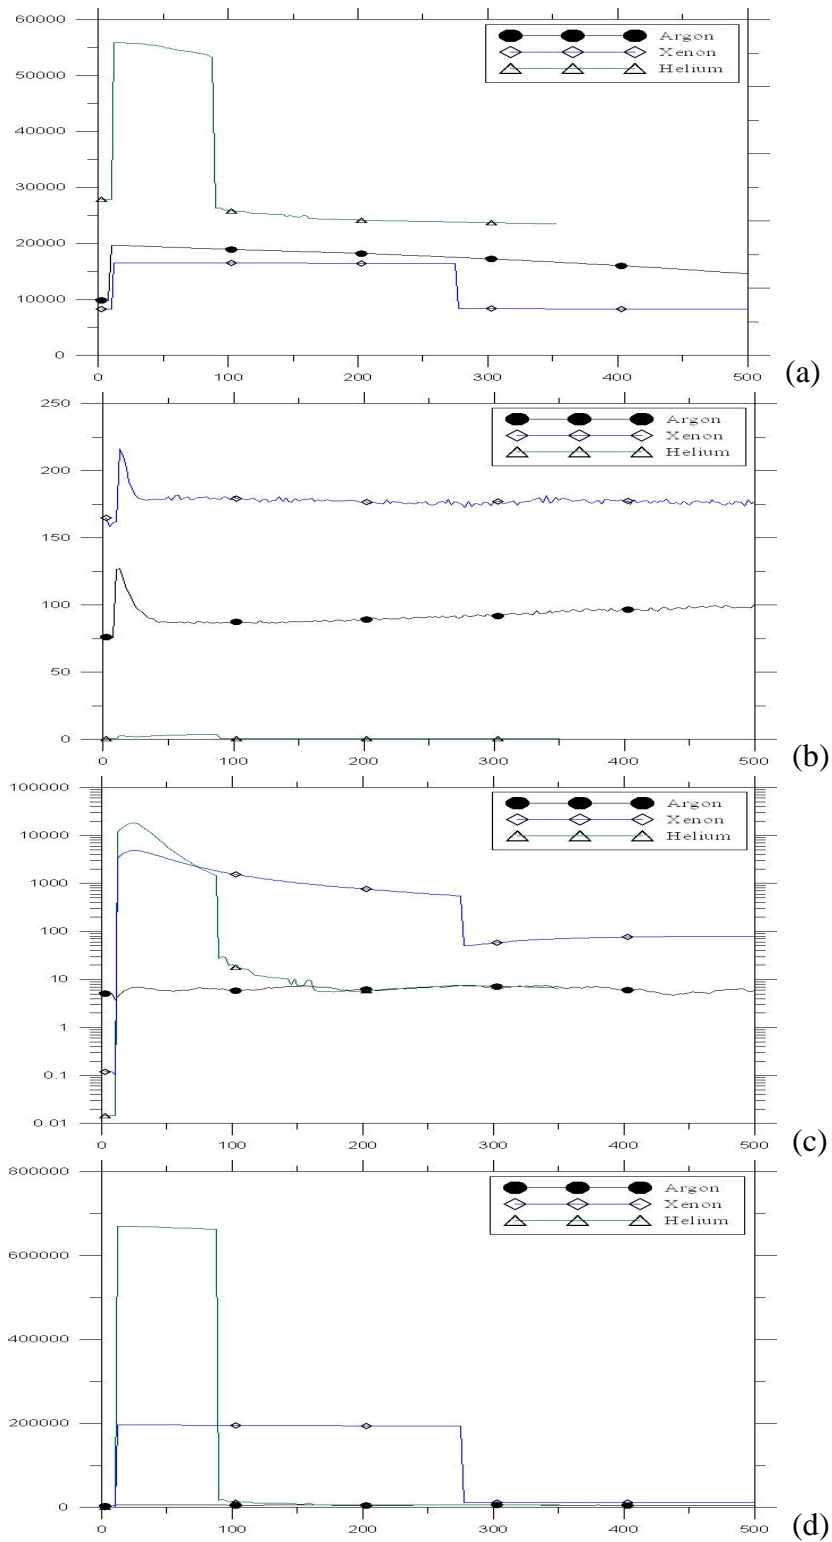 60000
Argon
Xenon
50000
Helium
40000
30000
20000
10000
0
0 100 200 300 400 500
(a)
250
Argon
Xenon
Helium
200
150
100
50
0
0 100 200 300 400 500
(b)
100000
Argon
Xenon
10000
Helium
1000
100
10
1
0.1
0.01
0 100 200 300 400 500
(c)
800000
Argon
Xenon
Helium
600000
400000
200000
0
0 100 200 300 400 500
(d)